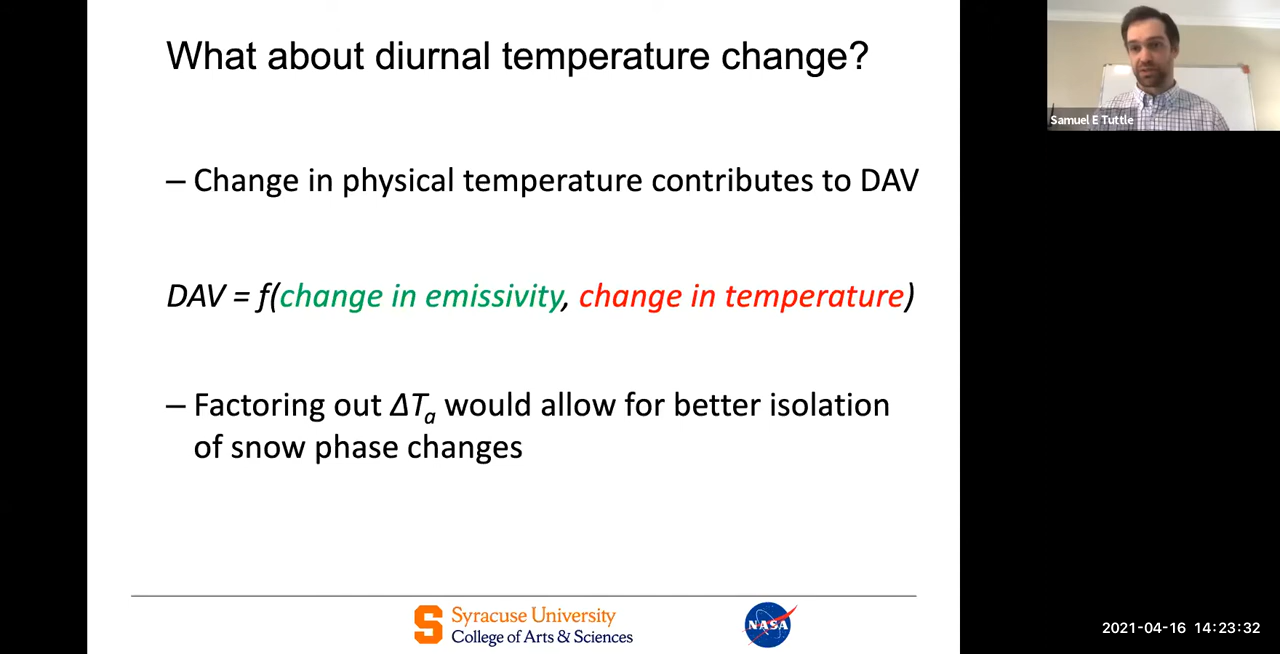 What about diurnal temperature change?
– Change in physical temperature contributes to DAV
DAV = f(change in emissivity, change in temperature)
– Factoring out ΔTₐ would allow for better isolation
of snow phase changes
S Syracuse University
College of Arts & Sciences
NASA
Samuel E Tuttle
2021-04-16 14:23:32